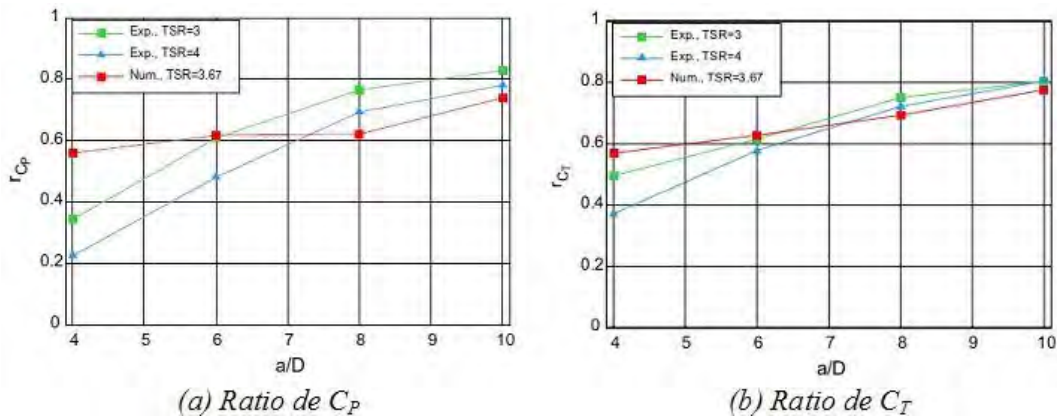 1
0.8
0.6
0.4
0.2
0
r_CP
Exp., TSR=3
Exp., TSR=4
Num., TSR=3.67
4 5 6 7 8 9 10
a/D
(a) Ratio de C_P
1
0.8
0.6
0.4
0.2
0
r_CT
Exp., TSR=3
Exp., TSR=4
Num., TSR=3.67
4 5 6 7 8 9 10
a/D
(b) Ratio de C_T